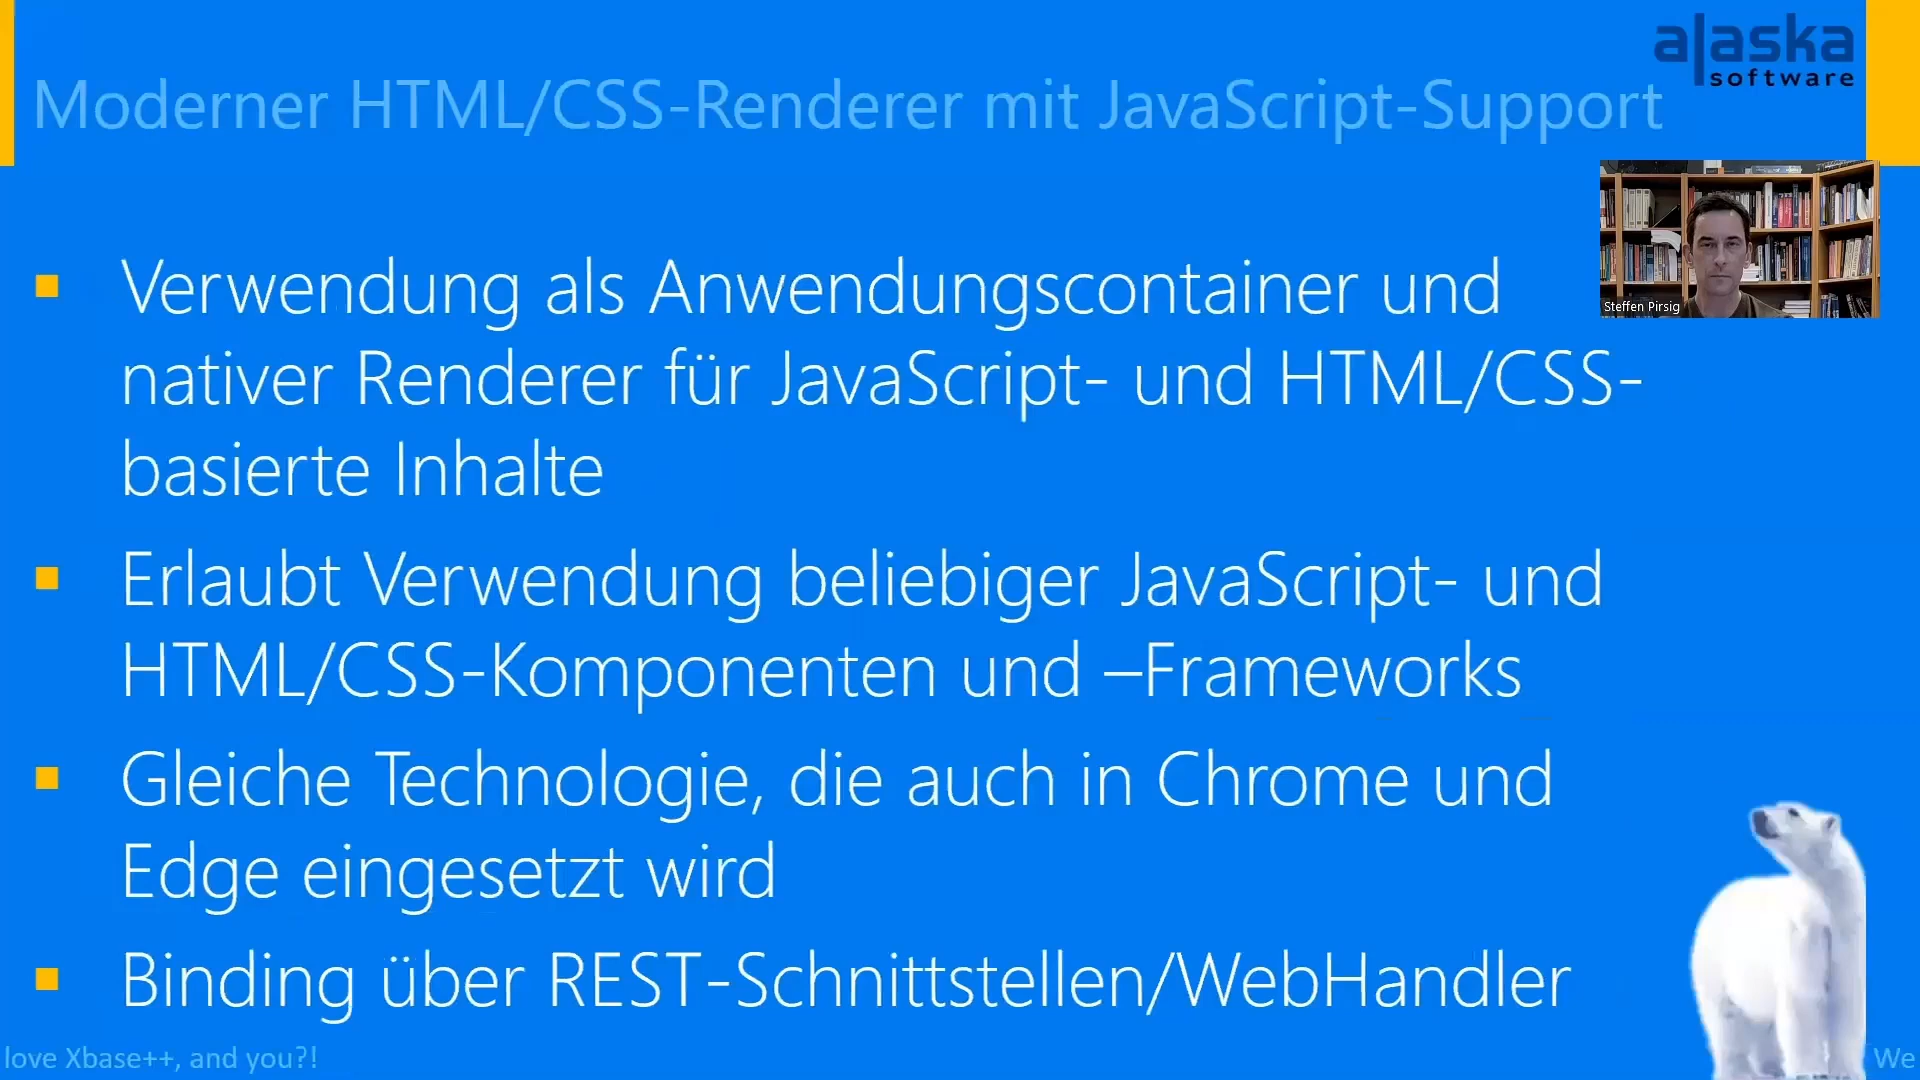 alaska
software
Moderner HTML/CSS-Renderer mit JavaScript-Support
Steffen Pirsig
Verwendung als Anwendungscontainer und
nativer Renderer für JavaScript- und HTML/CSS-
basierte Inhalte
Erlaubt Verwendung beliebiger JavaScript- und
HTML/CSS-Komponenten und –Frameworks
Gleiche Technologie, die auch in Chrome und
Edge eingesetzt wird
Binding über REST-Schnittstellen/WebHandler
love Xbase++, and you?!
We